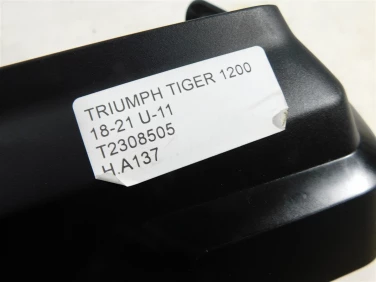 TRIUMPH TIGER 1200
18-21 U-11
T2308505
H.A137